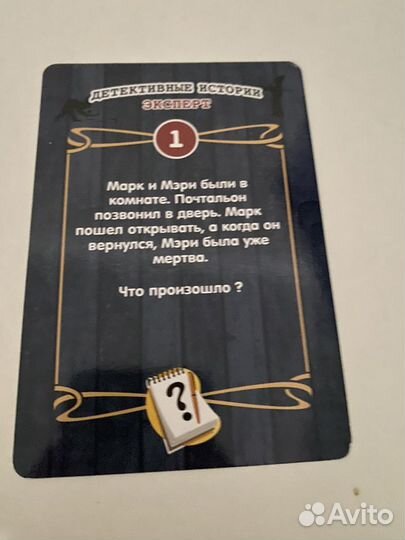 ДЕТЕКТИВНЫЕ ИСТОРИИ
ЭКСПЕРТ
1
Марк и Мэри были в
комнате. Почтальон
позвонил в дверь. Марк
пошел открывать, а когда он
вернулся, Мэри была уже
мертва.
Что произошло ?
?
Avito